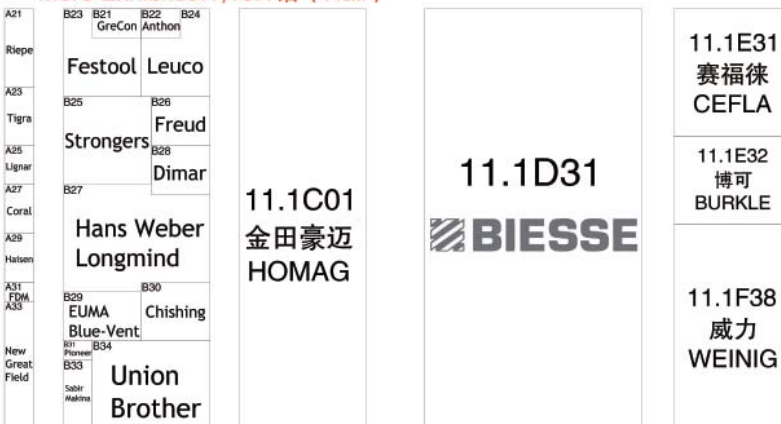 A21
Riepe
A23
Tigra
A25
Lignar
A27
Coral
A29
Halsen
A31
FDM
A33
New
Great
Field
B23 B21 B22 B24
GreCon Anthon
Festool Leuco
B25 B26
Freud
Strongers
B28
Dimar
B27
Hans Weber
Longmind
B29 B30
EUMA Chishing
Blue-Vent
B31 B34
Pioneer
B33
Sabir
Makina
Union
Brother
11.1C01
金田豪迈
HOMAG
11.1D31
BIESSE
11.1E31
赛福徕
CEFLA
11.1E32
博可
BURKLE
11.1F38
威力
WEINIG